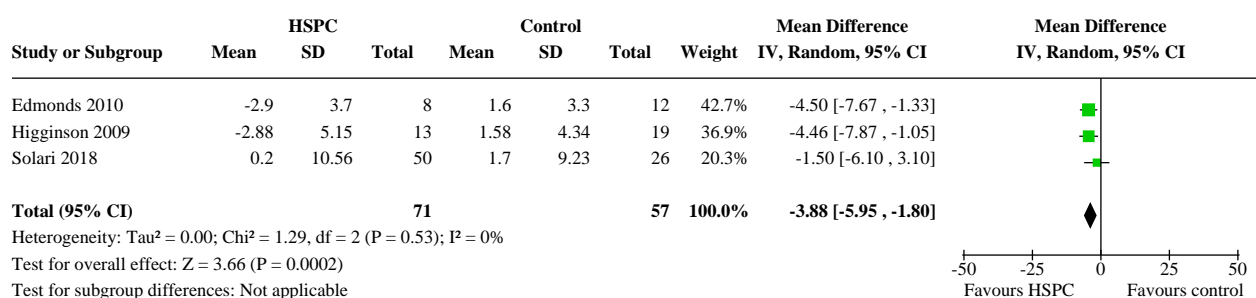 HSPC Control Mean Difference Mean Difference
Study or Subgroup Mean SD Total Mean SD Total Weight IV, Random, 95% CI IV, Random, 95% CI
Edmonds 2010 -2.9 3.7 8 1.6 3.3 12 42.7% -4.50 [-7.67 , -1.33]
Higginson 2009 -2.88 5.15 13 1.58 4.34 19 36.9% -4.46 [-7.87 , -1.05]
Solari 2018 0.2 10.56 50 1.7 9.23 26 20.3% -1.50 [-6.10 , 3.10]
Total (95% CI) 71 57 100.0% -3.88 [-5.95 , -1.80]
Heterogeneity: Tau² = 0.00; Chi² = 1.29, df = 2 (P = 0.53); I² = 0%
Test for overall effect: Z = 3.66 (P = 0.0002)
-50 -25 0 25 50
Test for subgroup differences: Not applicable Favours HSPC Favours control